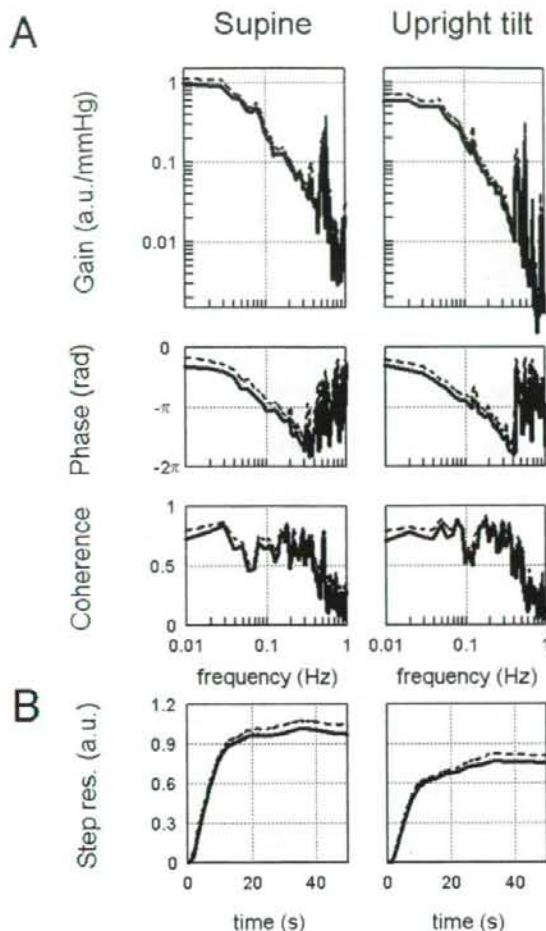 A
Supine
Upright tilt
Gain (a.u./mmHg)
1
0.1
0.01
Phase (rad)
0
-π
-2π
Coherence
1
0.5
0
0.01
0.1
1
0.01
0.1
1
frequency (Hz)
frequency (Hz)
B
Step res. (a.u.)
1.2
0.9
0.6
0.3
0
0
20
40
0
20
40
time (s)
time (s)